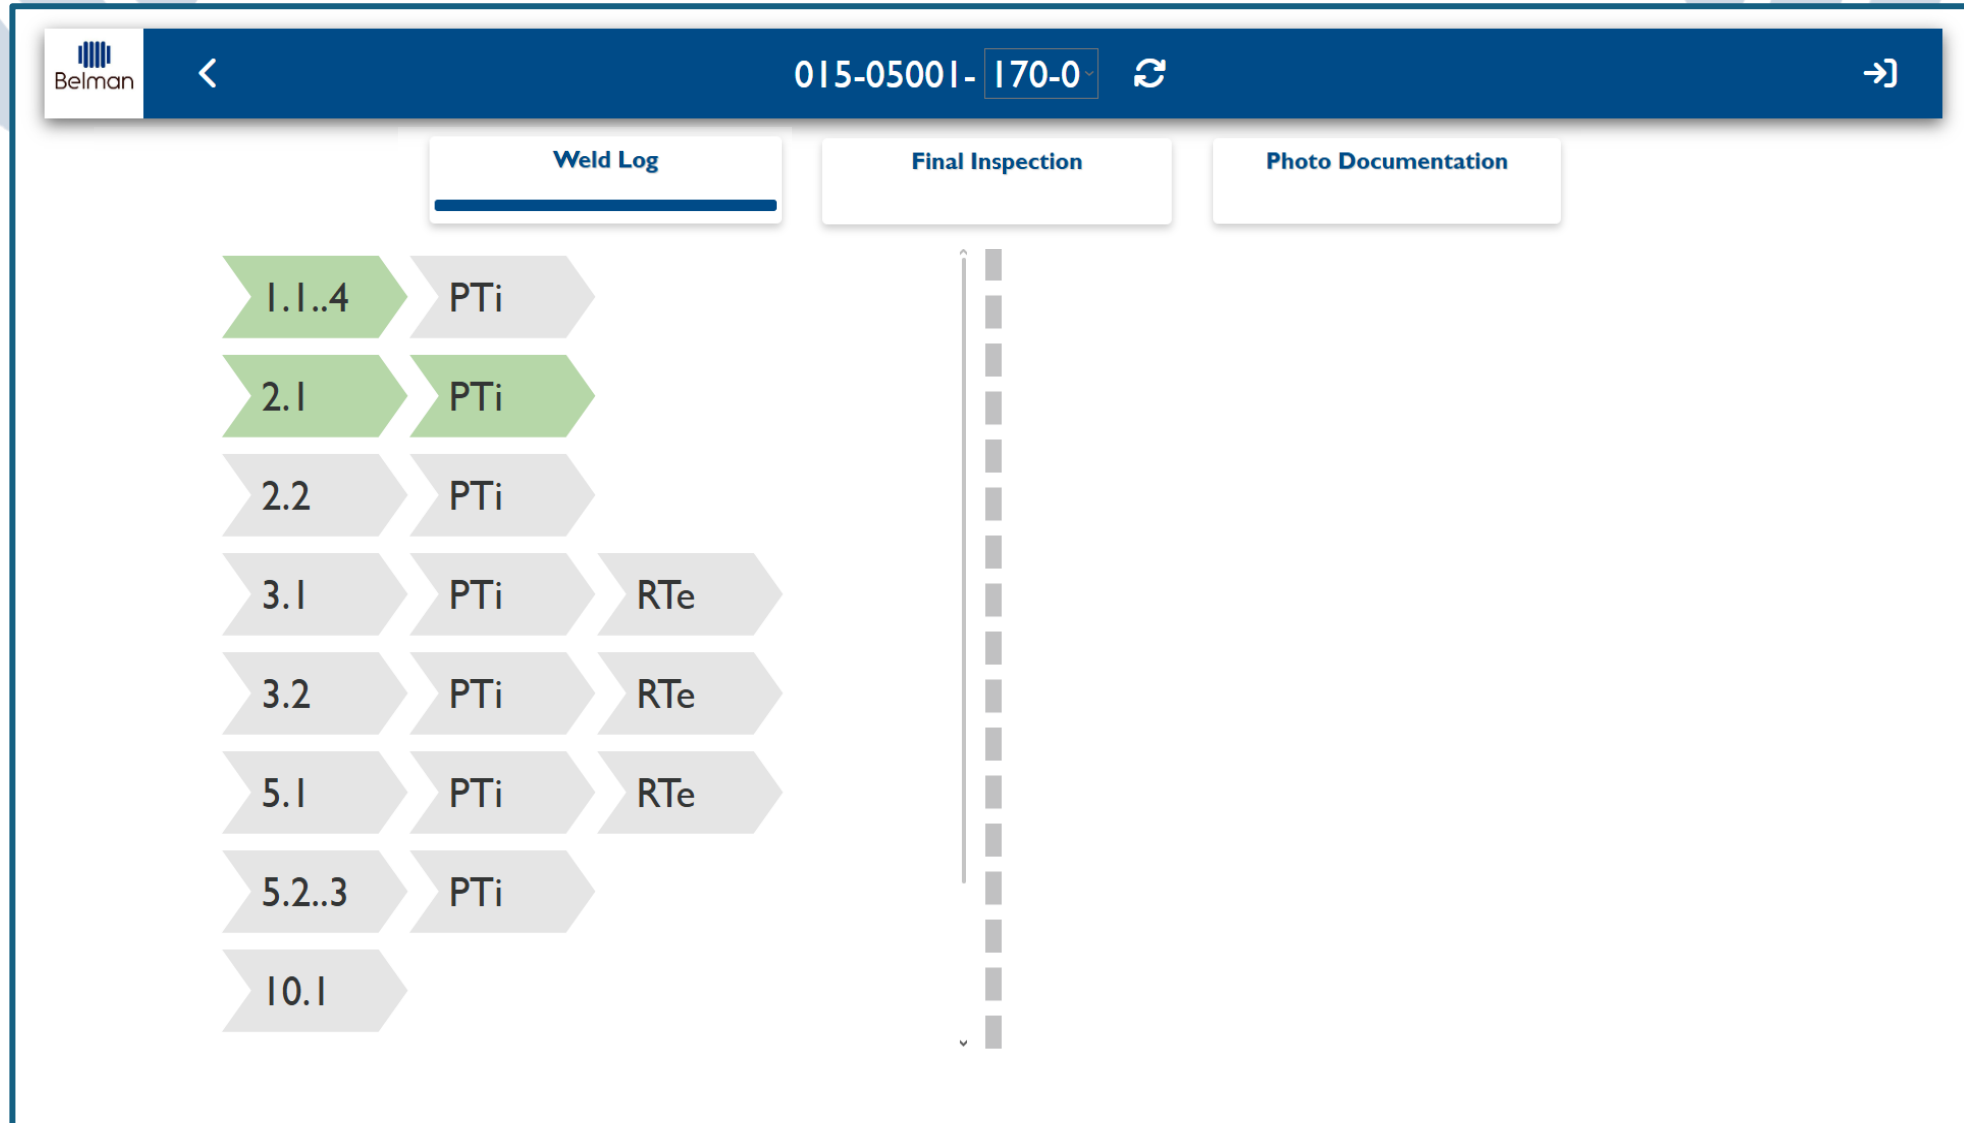 Belman
015-05001- 170-0
Weld Log
Final Inspection
Photo Documentation
1.1..4 PTi
2.1 PTi
2.2 PTi
3.1 PTi RTe
3.2 PTi RTe
5.1 PTi RTe
5.2..3 PTi
10.1